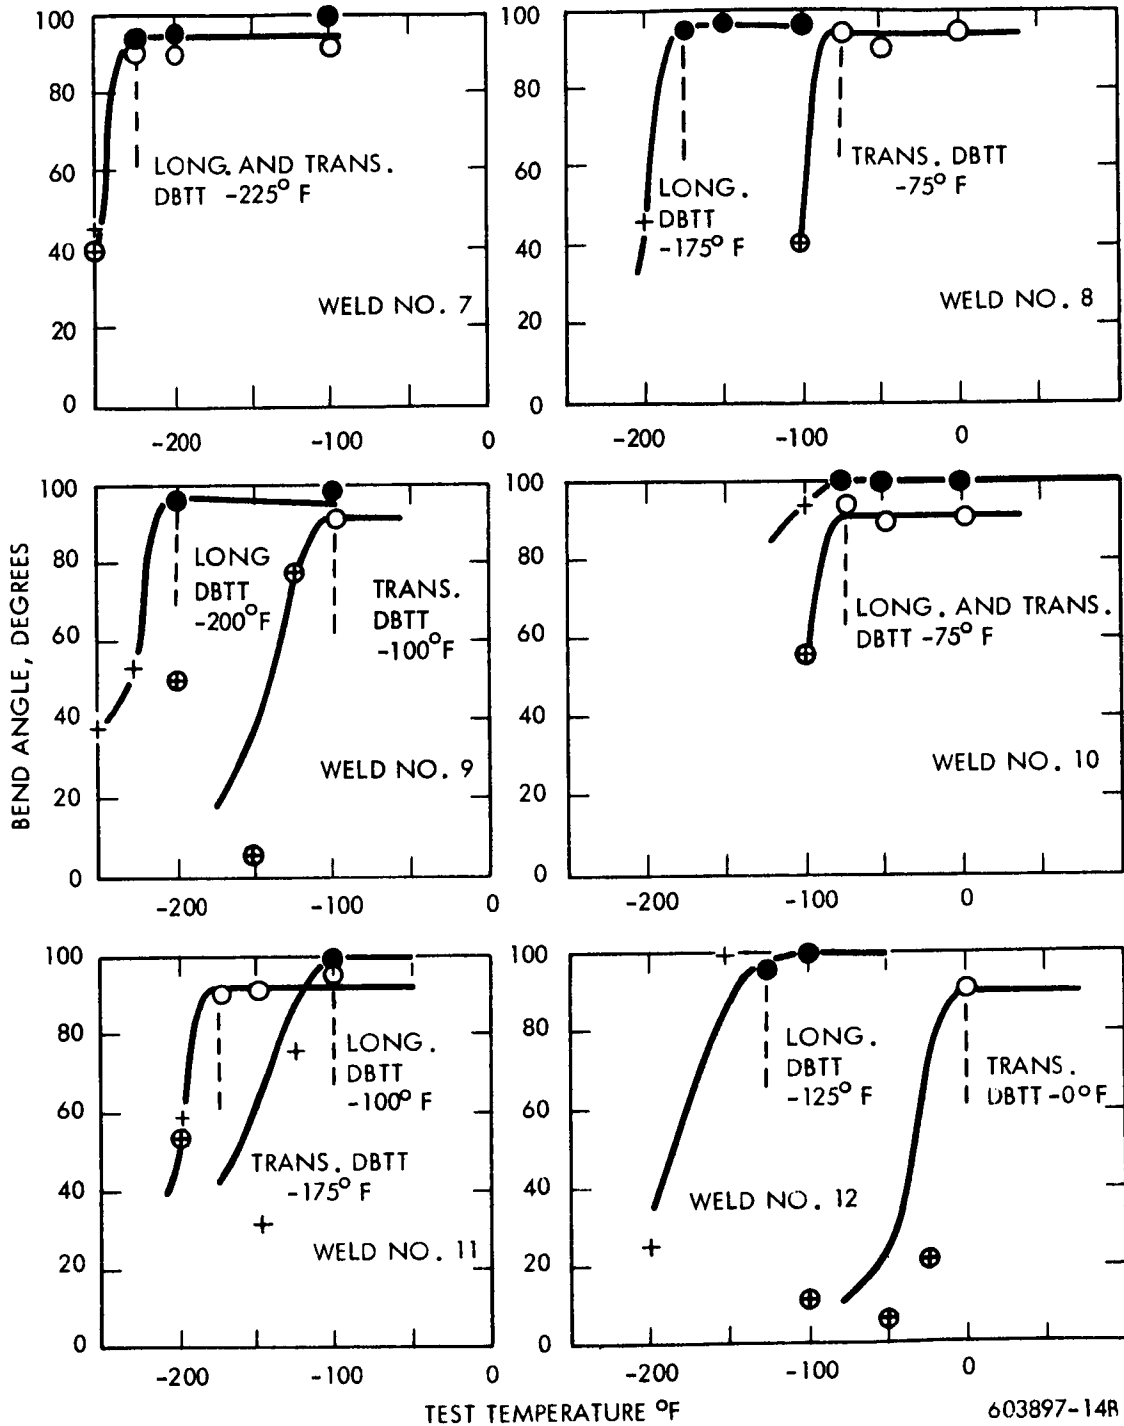 100
80
60
40
20
0
LONG. AND TRANS.
DBTT -225° F
WELD NO. 7
-200
-100
0
100
80
60
40
20
0
LONG.
DBTT
-175° F
TRANS. DBTT
-75° F
WELD NO. 8
-200
-100
0
BEND ANGLE, DEGREES
100
80
60
40
20
0
LONG
DBTT
-200°F
TRANS.
DBTT
-100°F
WELD NO. 9
-200
-100
0
100
80
60
40
20
0
LONG. AND TRANS.
DBTT -75° F
WELD NO. 10
-200
-100
0
100
80
60
40
20
0
LONG.
DBTT
-100° F
TRANS. DBTT
-175° F
WELD NO. 11
-200
-100
0
100
80
60
40
20
0
LONG.
DBTT
-125° F
TRANS.
DBTT -0°F
WELD NO. 12
-200
-100
0
TEST TEMPERATURE °F
603897-14B